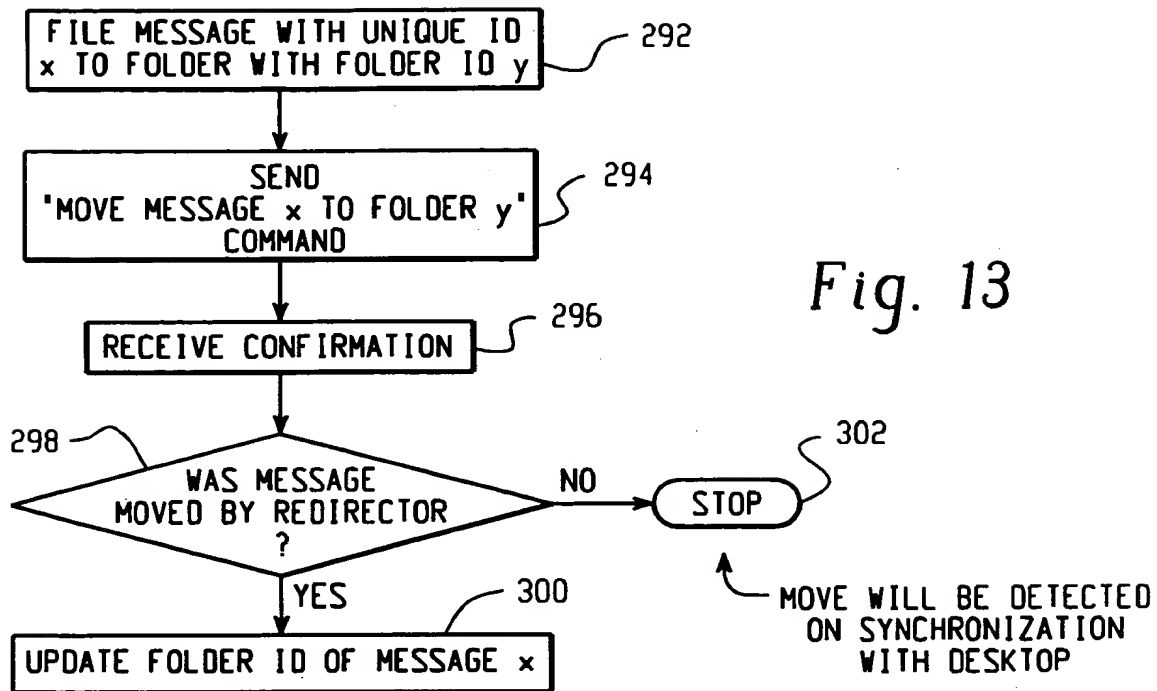 FILE MESSAGE WITH UNIQUE ID
x TO FOLDER WITH FOLDER ID y
292
SEND
"MOVE MESSAGE x TO FOLDER y"
COMMAND
294
Fig. 13
RECEIVE CONFIRMATION
296
298
WAS MESSAGE
MOVED BY REDIRECTOR
?
NO
STOP
302
YES
300
MOVE WILL BE DETECTED
ON SYNCHRONIZATION
WITH DESKTOP
UPDATE FOLDER ID OF MESSAGE x